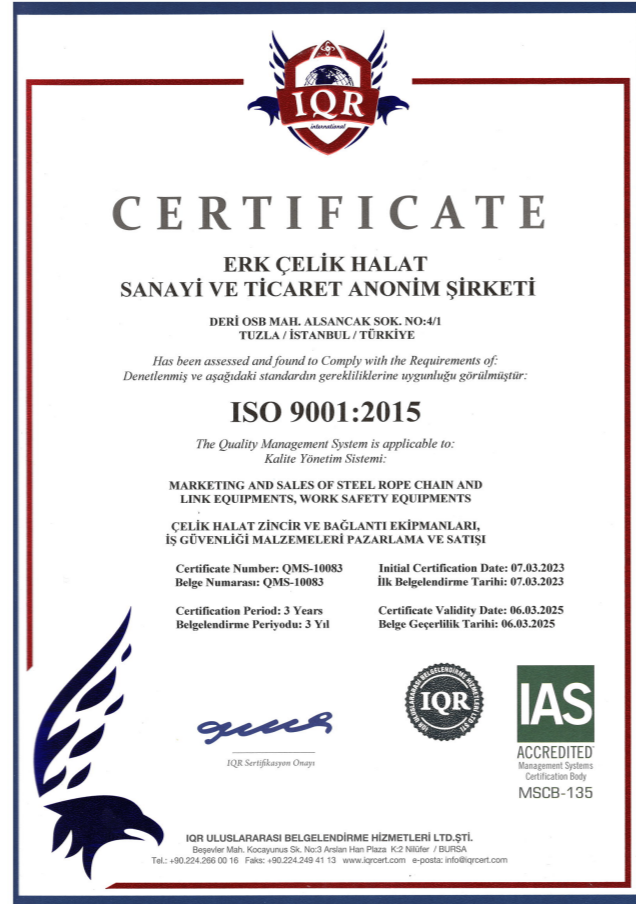 IQR
international
CERTIFICATE
ERK ÇELİK HALAT
SANAYİ VE TİCARET ANONİM ŞİRKETİ
DERİ OSB MAH. ALSANCAK SOK. NO:4/1
TUZLA / İSTANBUL / TÜRKİYE
Has been assessed and found to Comply with the Requirements of:
Denetlenmiş ve aşağıdaki standardın gerekliliklerine uygunluğu görülmüştür:
ISO 9001:2015
The Quality Management System is applicable to:
Kalite Yönetim Sistemi:
MARKETING AND SALES OF STEEL ROPE CHAIN AND
LINK EQUIPMENTS, WORK SAFETY EQUIPMENTS
ÇELİK HALAT ZİNCİR VE BAĞLANTI EKİPMANLARI,
İŞ GÜVENLİĞİ MALZEMELERİ PAZARLAMA VE SATIŞI
Certificate Number: QMS-10083
Belge Numarası: QMS-10083
Initial Certification Date: 07.03.2023
İlk Belgelendirme Tarihi: 07.03.2023
Certification Period: 3 Years
Belgelendirme Periyodu: 3 Yıl
Certificate Validity Date: 06.03.2025
Belge Geçerlilik Tarihi: 06.03.2025
IQR Sertifikasyon Onayı
IQR ULUSLARARASI BELGELENDİRME HİZMETLERİ LTD.ŞTİ.
IQR
IAS
ACCREDITED
Management Systems
Certification Body
MSCB-135
IQR ULUSLARARASI BELGELENDİRME HİZMETLERİ LTD.ŞTİ.
Beşevler Mah. Kocayunus Sk. No:3 Arslan Han Plaza K:2 Nilüfer / BURSA
Tel.: +90.224.266 00 16 Faks: +90.224.249 41 13 www.iqrcert.com e-posta: info@iqrcert.com